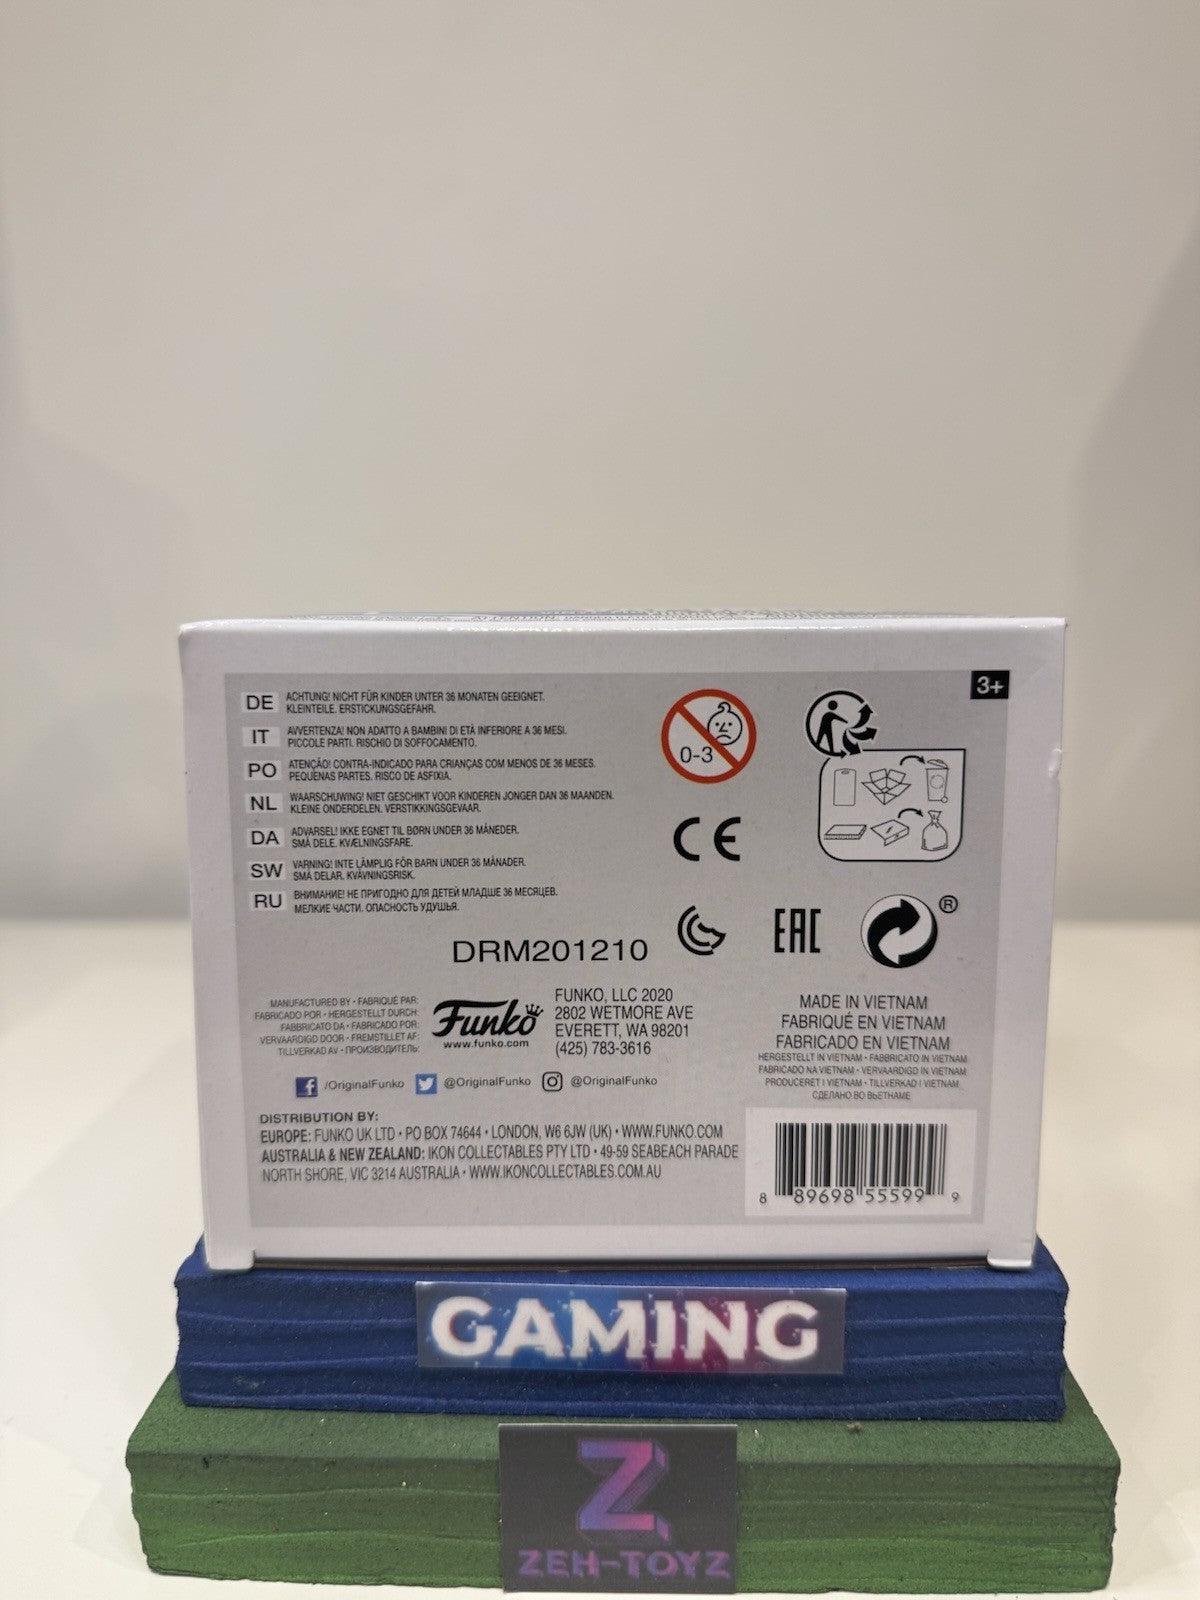 3+
DE ACHTUNG! NICHT FÜR KINDER UNTER 36 MONATEN GEEIGNET.
KLEINTEILE. ERSTICKUNGSGEFAHR.
IT AVVERTENZA! NON ADATTO A BAMBINI DI ETÀ INFERIORE A 36 MESI.
PICCOLE PARTI. RISCHIO DI SOFFOCAMENTO.
PO ATENÇÃO! CONTRA-INDICADO PARA CRIANÇAS COM MENOS DE 36 MESES.
PEQUENAS PARTES. RISCO DE ASFIXIA.
NL WAARSCHUWING! NIET GESCHIKT VOOR KINDEREN JONGER DAN 36 MAANDEN.
KLEINE ONDERDELEN. VERSTIKKINGSGEVAAR.
DA ADVARSEL! IKKE EGNET TIL BØRN UNDER 36 MÅNEDER.
SMÅ DELE. KVÆLNINGSFARE.
SW VARNING! INTE LÄMPLIG FÖR BARN UNDER 36 MÅNADER.
SMÅ DELAR. KVÄVNINGSRISK.
RU ВНИМАНИЕ! НЕ ПРИГОДНО ДЛЯ ДЕТЕЙ МЛАДШЕ 36 МЕСЯЦЕВ.
МЕЛКИЕ ЧАСТИ. ОПАСНОСТЬ УДУШЬЯ.
0-3
CE
EAC
®
DRM201210
MANUFACTURED BY • FABRIQUÉ PAR:
FABRICADO POR • HERGESTELLT DURCH:
FABBRICATO DA • FABRICADO POR:
VERVAARDIGD DOOR • FREMSTILLET AF:
TILLVERKAD AV • ПРОИЗВОДИТЕЛЬ:
Funko
www.funko.com
FUNKO, LLC 2020
2802 WETMORE AVE
EVERETT, WA 98201
(425) 783-3616
/OriginalFunko @OriginalFunko @OriginalFunko
MADE IN VIETNAM
FABRIQUÉ EN VIETNAM
FABRICADO EN VIETNAM
HERGESTELLT IN VIETNAM • FABBRICATO IN VIETNAM
FABRICADO NA VIETNAM • VERVAARDIGD IN VIETNAM
PRODUCERET I VIETNAM • TILLVERKAD I VIETNAM
СДЕЛАНО ВО ВЬЕТНАМЕ
DISTRIBUTION BY:
EUROPE: FUNKO UK LTD • PO BOX 74644 • LONDON, W6 6JW (UK) • WWW.FUNKO.COM
AUSTRALIA & NEW ZEALAND: IKON COLLECTABLES PTY LTD • 49-59 SEABEACH PARADE
NORTH SHORE, VIC 3214 AUSTRALIA • WWW.IKONCOLLECTABLES.COM.AU
8 89698 55599 9
GAMING
Z
ZEH-TOYZ